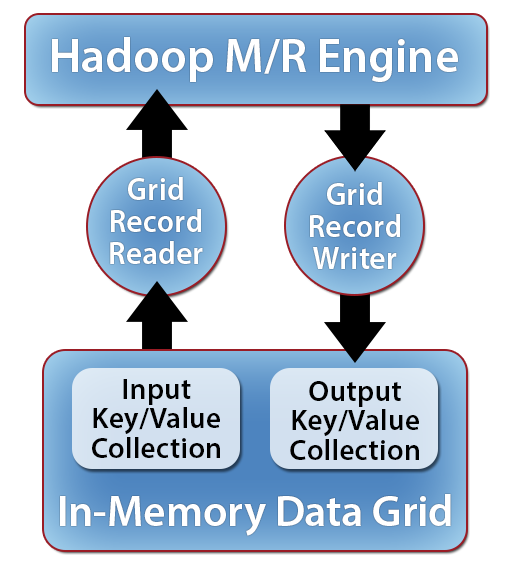 Hadoop M/R Engine
Grid
Record
Reader
Grid
Record
Writer
Input
Key/Value
Collection
Output
Key/Value
Collection
In-Memory Data Grid